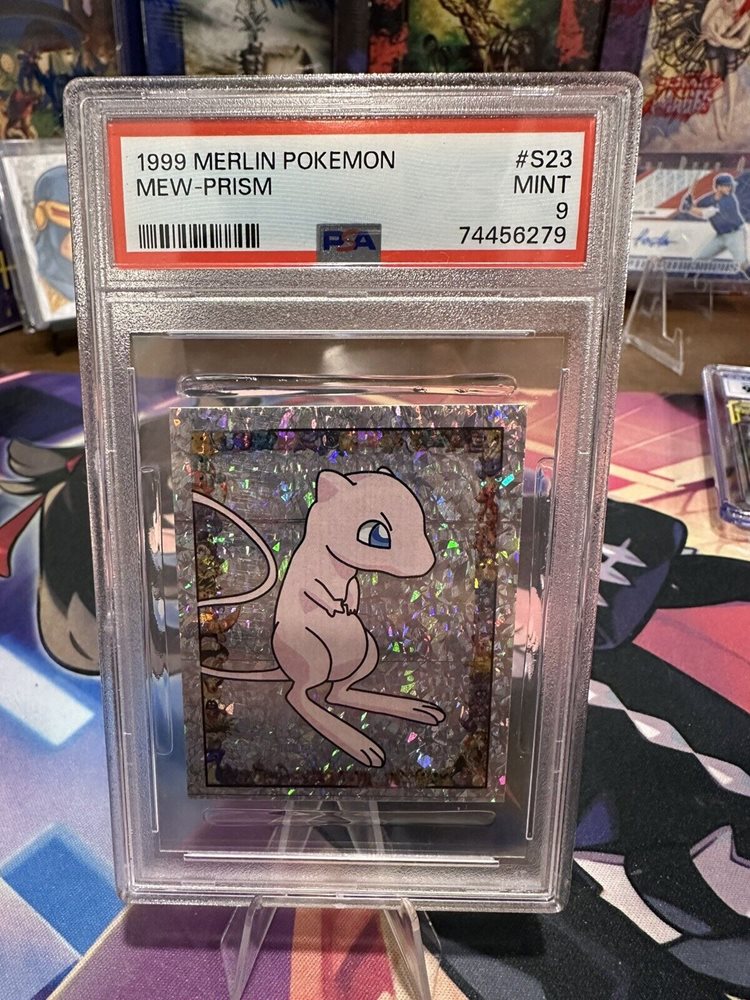 1999 MERLIN POKEMON #S23
MEW-PRISM MINT
9
PSA 74456279